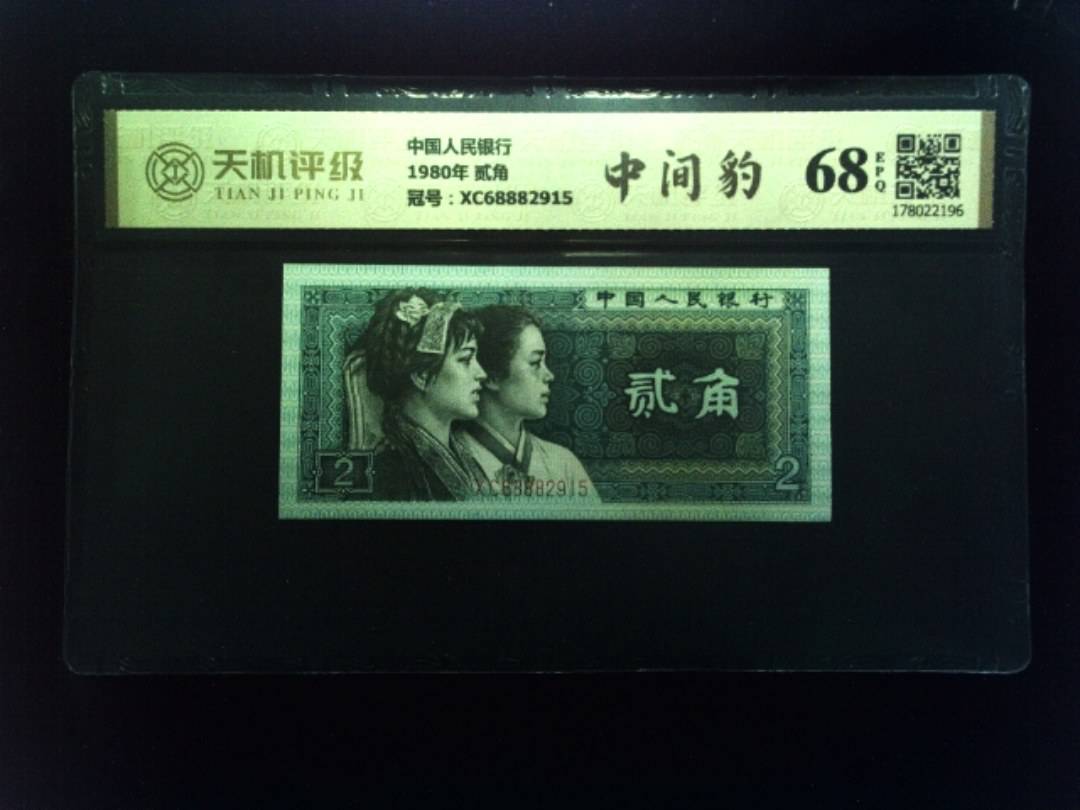 天机评级
TIAN JI PING JI
中国人民银行
1980年 贰角
冠号：XC68882915
中间豹
68
EPQ
178022196
中国人民银行
贰角
2
2
XC68882915